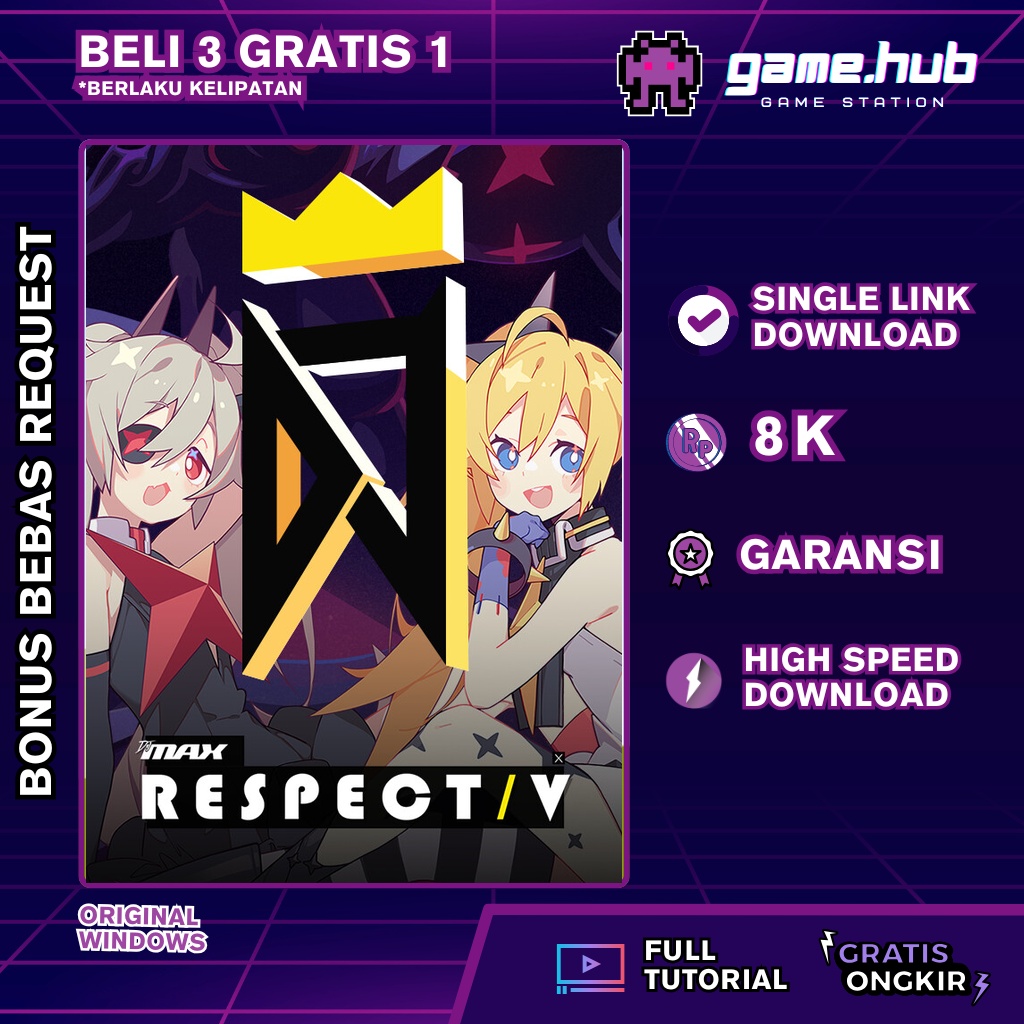 BELI 3 GRATIS 1
*BERLAKU KELIPATAN
game.hub
GAME STATION
BONUS BEBAS REQUEST
DJMAX
RESPECT/V
SINGLE LINK
DOWNLOAD
Rp
8K
GARANSI
HIGH SPEED
DOWNLOAD
ORIGINAL
WINDOWS
FULL
TUTORIAL
GRATIS
ONGKIR